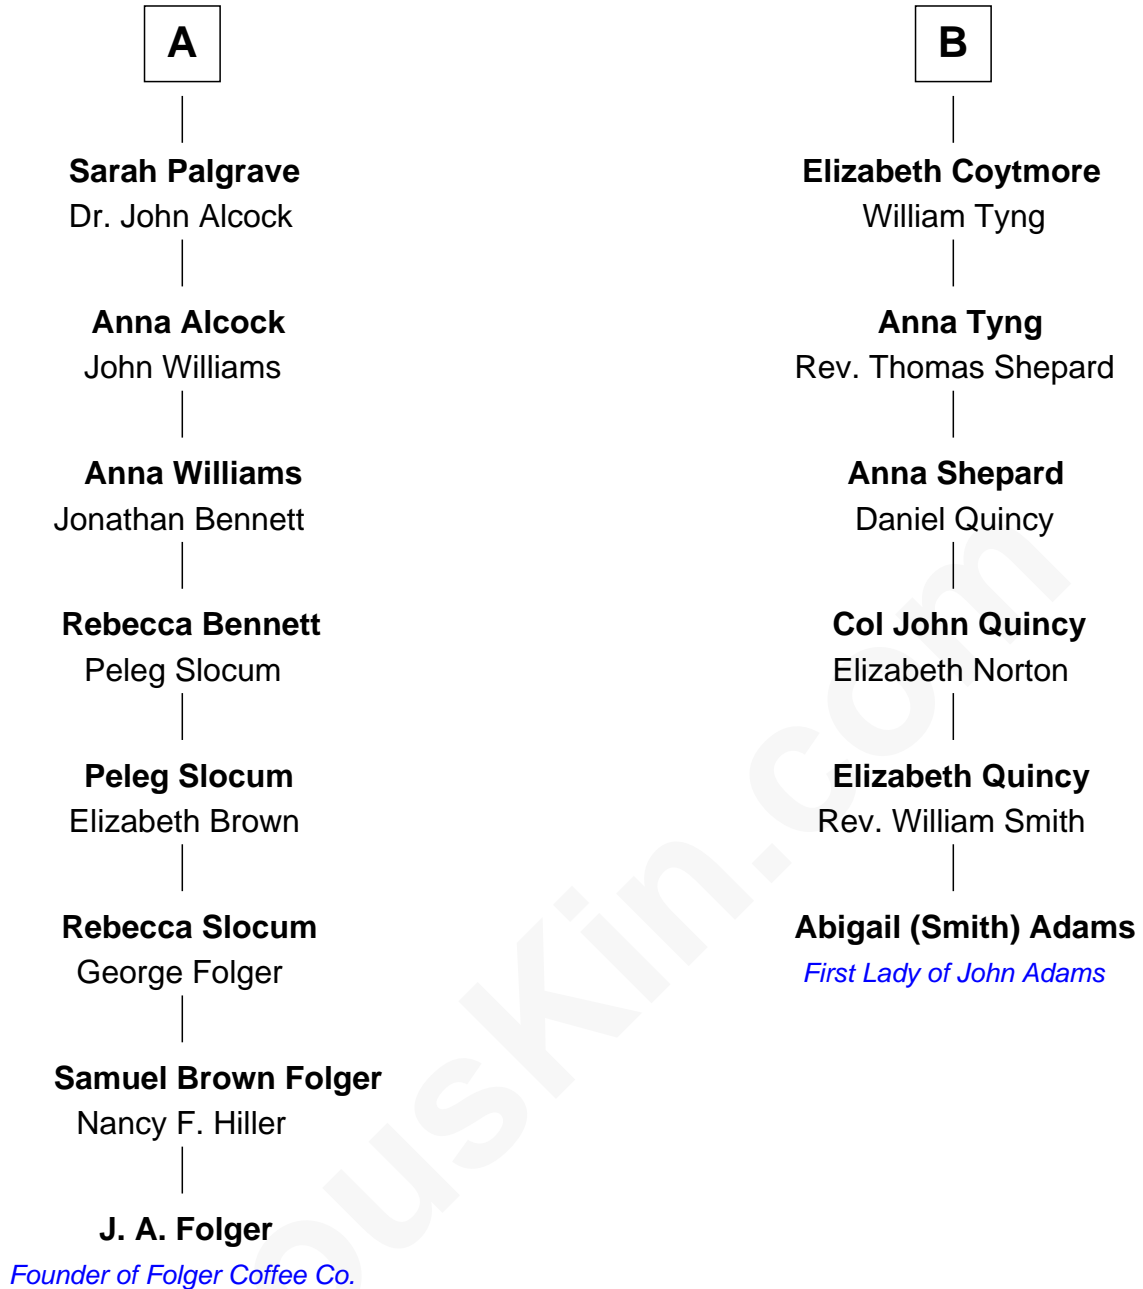 A
Sarah Palgrave
Dr. John Alcock
Anna Alcock
John Williams
Anna Williams
Jonathan Bennett
Rebecca Bennett
Peleg Slocum
Peleg Slocum
Elizabeth Brown
Rebecca Slocum
George Folger
Samuel Brown Folger
Nancy F. Hiller
J. A. Folger
Founder of Folger Coffee Co.
B
Elizabeth Coytmore
William Tyng
Anna Tyng
Rev. Thomas Shepard
Anna Shepard
Daniel Quincy
Col John Quincy
Elizabeth Norton
Elizabeth Quincy
Rev. William Smith
Abigail (Smith) Adams
First Lady of John Adams
ousKin.com